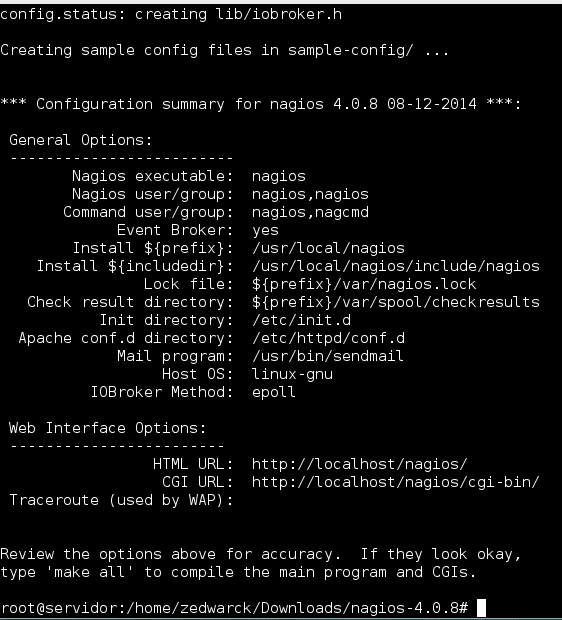 config.status: creating lib/iobroker.h
Creating sample config files in sample-config/ ...
*** Configuration summary for nagios 4.0.8 08-12-2014 ***:
General Options:
-------------------------
Nagios executable: nagios
Nagios user/group: nagios,nagios
Command user/group: nagios,nagcmd
Event Broker: yes
Install ${prefix}: /usr/local/nagios
Install ${includedir}: /usr/local/nagios/include/nagios
Lock file: ${prefix}/var/nagios.lock
Check result directory: ${prefix}/var/spool/checkresults
Init directory: /etc/init.d
Apache conf.d directory: /etc/httpd/conf.d
Mail program: /usr/bin/sendmail
Host OS: linux-gnu
IOBroker Method: epoll
Web Interface Options:
------------------------
HTML URL: http://localhost/nagios/
CGI URL: http://localhost/nagios/cgi-bin/
Traceroute (used by WAP):
Review the options above for accuracy. If they look okay,
type 'make all' to compile the main program and CGIs.
root@servidor:/home/zedwarck/Downloads/nagios-4.0.8#